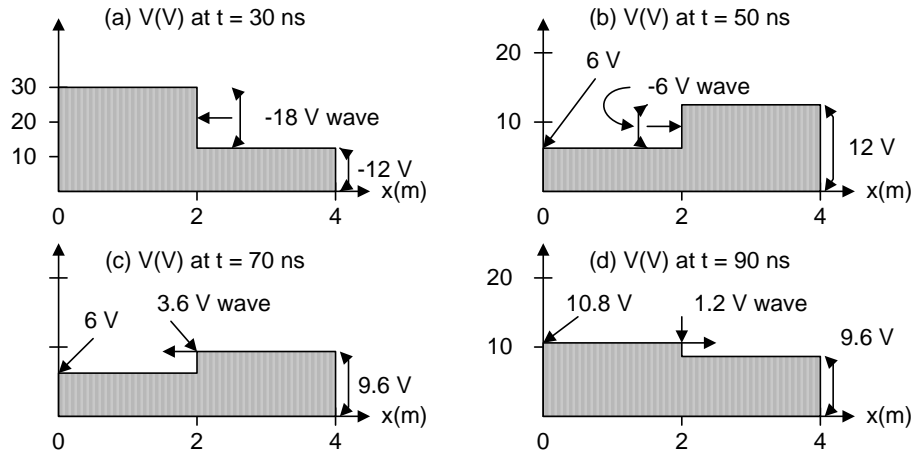 (a) V(V) at t = 30 ns
30
20
10
-18 V wave
-12 V
x(m)
0 2 4
(b) V(V) at t = 50 ns
20
10
6 V
-6 V wave
12 V
x(m)
0 2 4
(c) V(V) at t = 70 ns
6 V
3.6 V wave
9.6 V
x(m)
0 2 4
(d) V(V) at t = 90 ns
20
10
10.8 V
1.2 V wave
9.6 V
x(m)
0 2 4